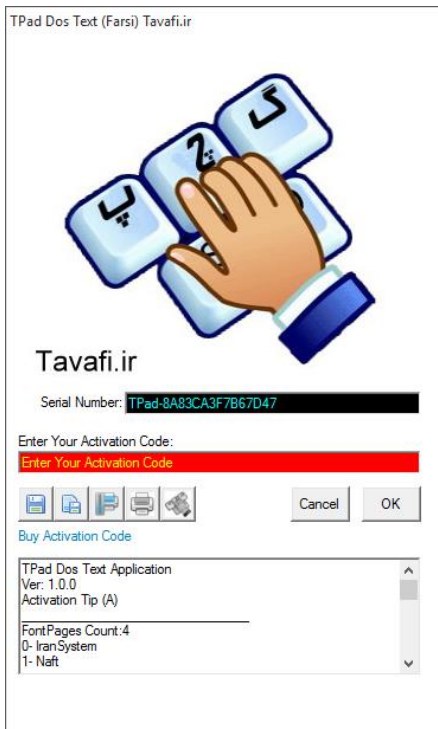 TPad Dos Text (Farsi) Tavafi.ir
گ
چ
پ
Tavafi.ir
Serial Number: TPad-8A83CA3F7B67D47
Enter Your Activation Code:
Enter Your Activation Code
Cancel OK
Buy Activation Code
TPad Dos Text Application
Ver: 1.0.0
Activation Tip (A)
FontPages Count:4
0- IranSystem
1- Naft